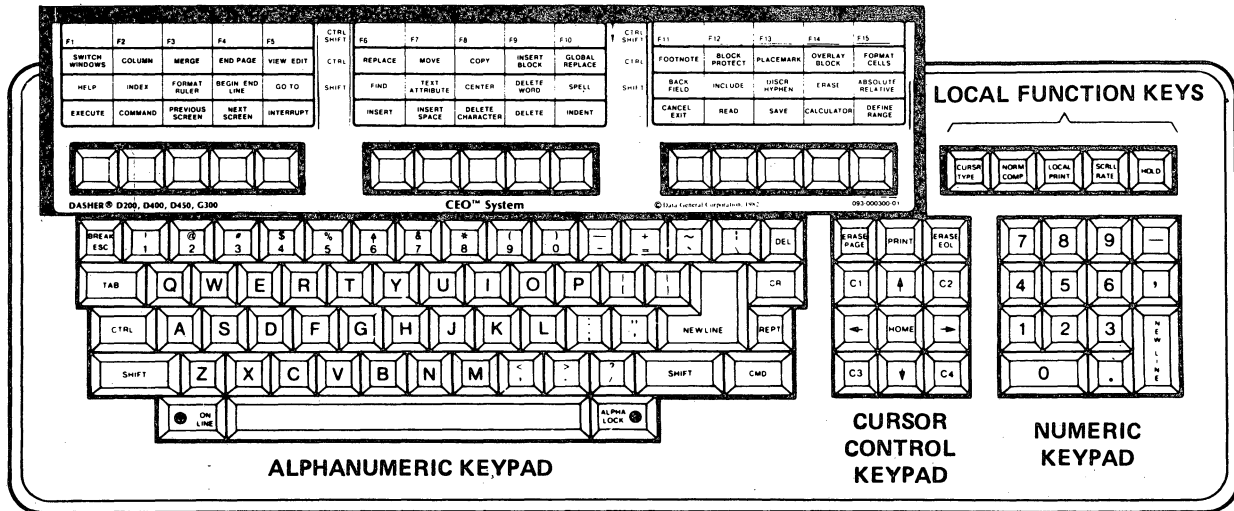 F1 F2 F3 F4 F5 CTRL SHIFT F6 F7 F8 F9 F10 CTRL SHIFT F11 F12 F13 F14 F15
SWITCH WINDOWS COLUMN MERGE END PAGE VIEW EDIT CTRL REPLACE MOVE COPY INSERT BLOCK GLOBAL REPLACE CTRL FOOTNOTE BLOCK PROTECT PLACEMARK OVERLAY BLOCK FORMAT CELLS
HELP INDEX FORMAT RULER BEGIN END LINE GO TO SHIFT FIND TEXT ATTRIBUTE CENTER DELETE WORD SPELL SHIFT BACK FIELD INCLUDE DISCR HYPHEN ERASE ABSOLUTE RELATIVE
EXECUTE COMMAND PREVIOUS SCREEN NEXT SCREEN INTERRUPT INSERT INSERT SPACE DELETE CHARACTER DELETE INDENT CANCEL EXIT READ SAVE CALCULATOR DEFINE RANGE
LOCAL FUNCTION KEYS
CURSR TYPE NORM COMP LOCAL PRINT SCRLL RATE HOLD
DASHER® D200, D400, D450, G300 CEO™ System © Data General Corporation, 1982 093-000300-01
BREAK ESC ! 1 @ 2 # 3 $ 4 % 5 6 & 7 * 8 ( 9 ) 0 — - + = ~ ` DEL
ERASE PAGE PRINT ERASE EOL
7 8 9 —
TAB Q W E R T Y U I O P CR
C1 ↑ C2
4 5 6 ,
CTRL A S D F G H J K L : ; " ' NEW LINE REPT
← HOME →
1 2 3 NEW LINE
SHIFT Z X C V B N M < , > . ? / SHIFT CMD
C3 ↓ C4
0 .
ON LINE ALPHA LOCK
ALPHANUMERIC KEYPAD
CURSOR CONTROL KEYPAD
NUMERIC KEYPAD